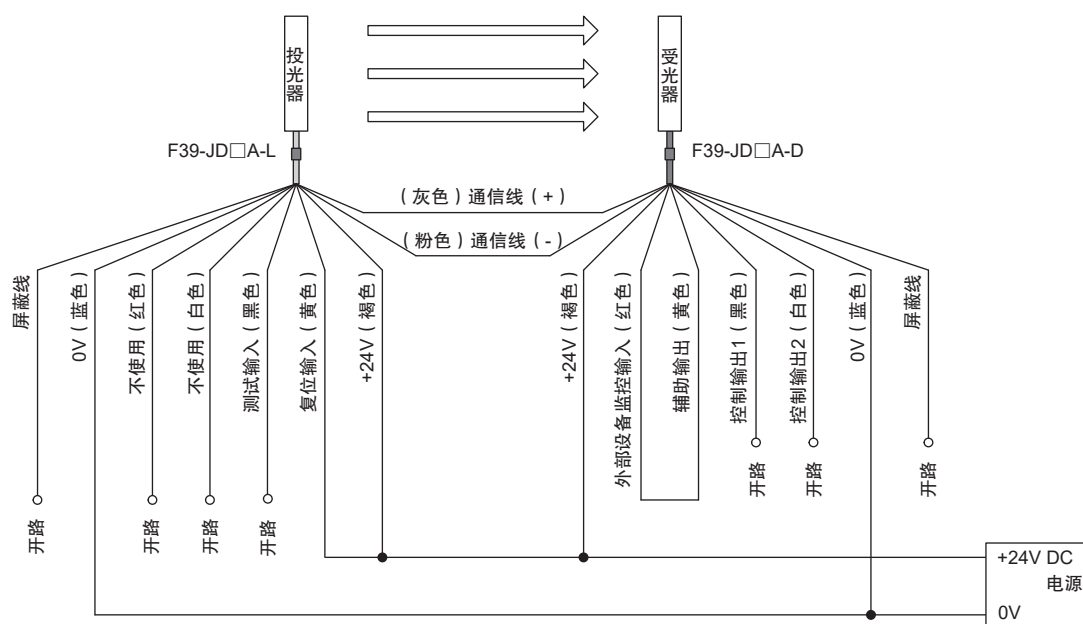 投光器
受光器
F39-JD□A-L
F39-JD□A-D
（灰色）通信线（+）
（粉色）通信线（-）
屏蔽线
0V（蓝色）
不使用（红色）
不使用（白色）
测试输入（黑色）
复位输入（黄色）
+24V（褐色）
+24V（褐色）
外部设备监控输入（红色）
辅助输出（黄色）
控制输出1（黑色）
控制输出2（白色）
0V（蓝色）
屏蔽线
开路
开路
开路
开路
开路
开路
开路
+24V DC
电源
0V